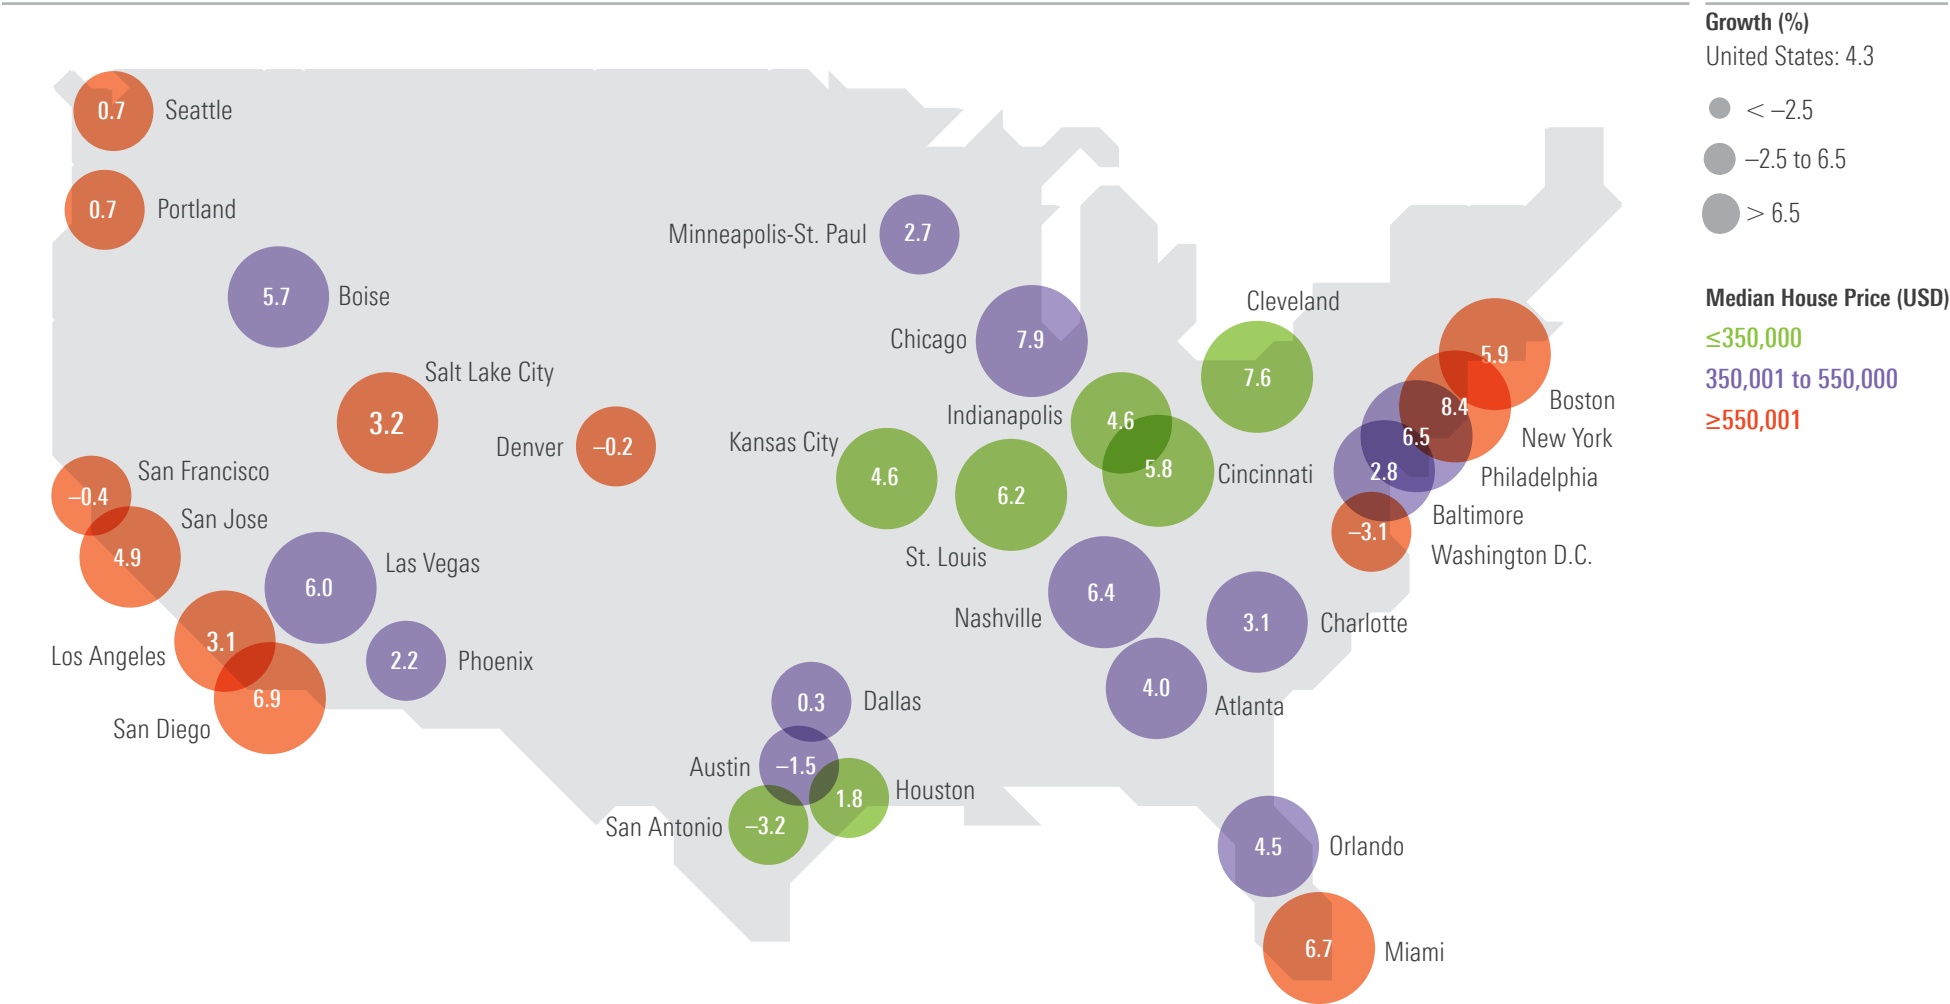 Growth (%)
United States: 4.3
< –2.5
–2.5 to 6.5
> 6.5
Median House Price (USD)
≤350,000
350,001 to 550,000
≥550,001
0.7 Seattle
0.7 Portland
Minneapolis-St. Paul 2.7
5.7 Boise
Cleveland
7.6
Chicago 7.9
5.9
Boston
Salt Lake City
3.2
Indianapolis 4.6
8.4
New York
Denver –0.2
Kansas City
4.6
6.5
Philadelphia
5.8 Cincinnati
2.8
Baltimore
San Francisco
–0.4
6.2
St. Louis
San Jose
4.9
–3.1
Washington D.C.
Las Vegas
6.0
6.4
Nashville
3.1 Charlotte
3.1
Los Angeles
2.2 Phoenix
6.9
San Diego
0.3 Dallas
4.0
Atlanta
Austin –1.5
1.8 Houston
San Antonio –3.2
4.5 Orlando
6.7 Miami